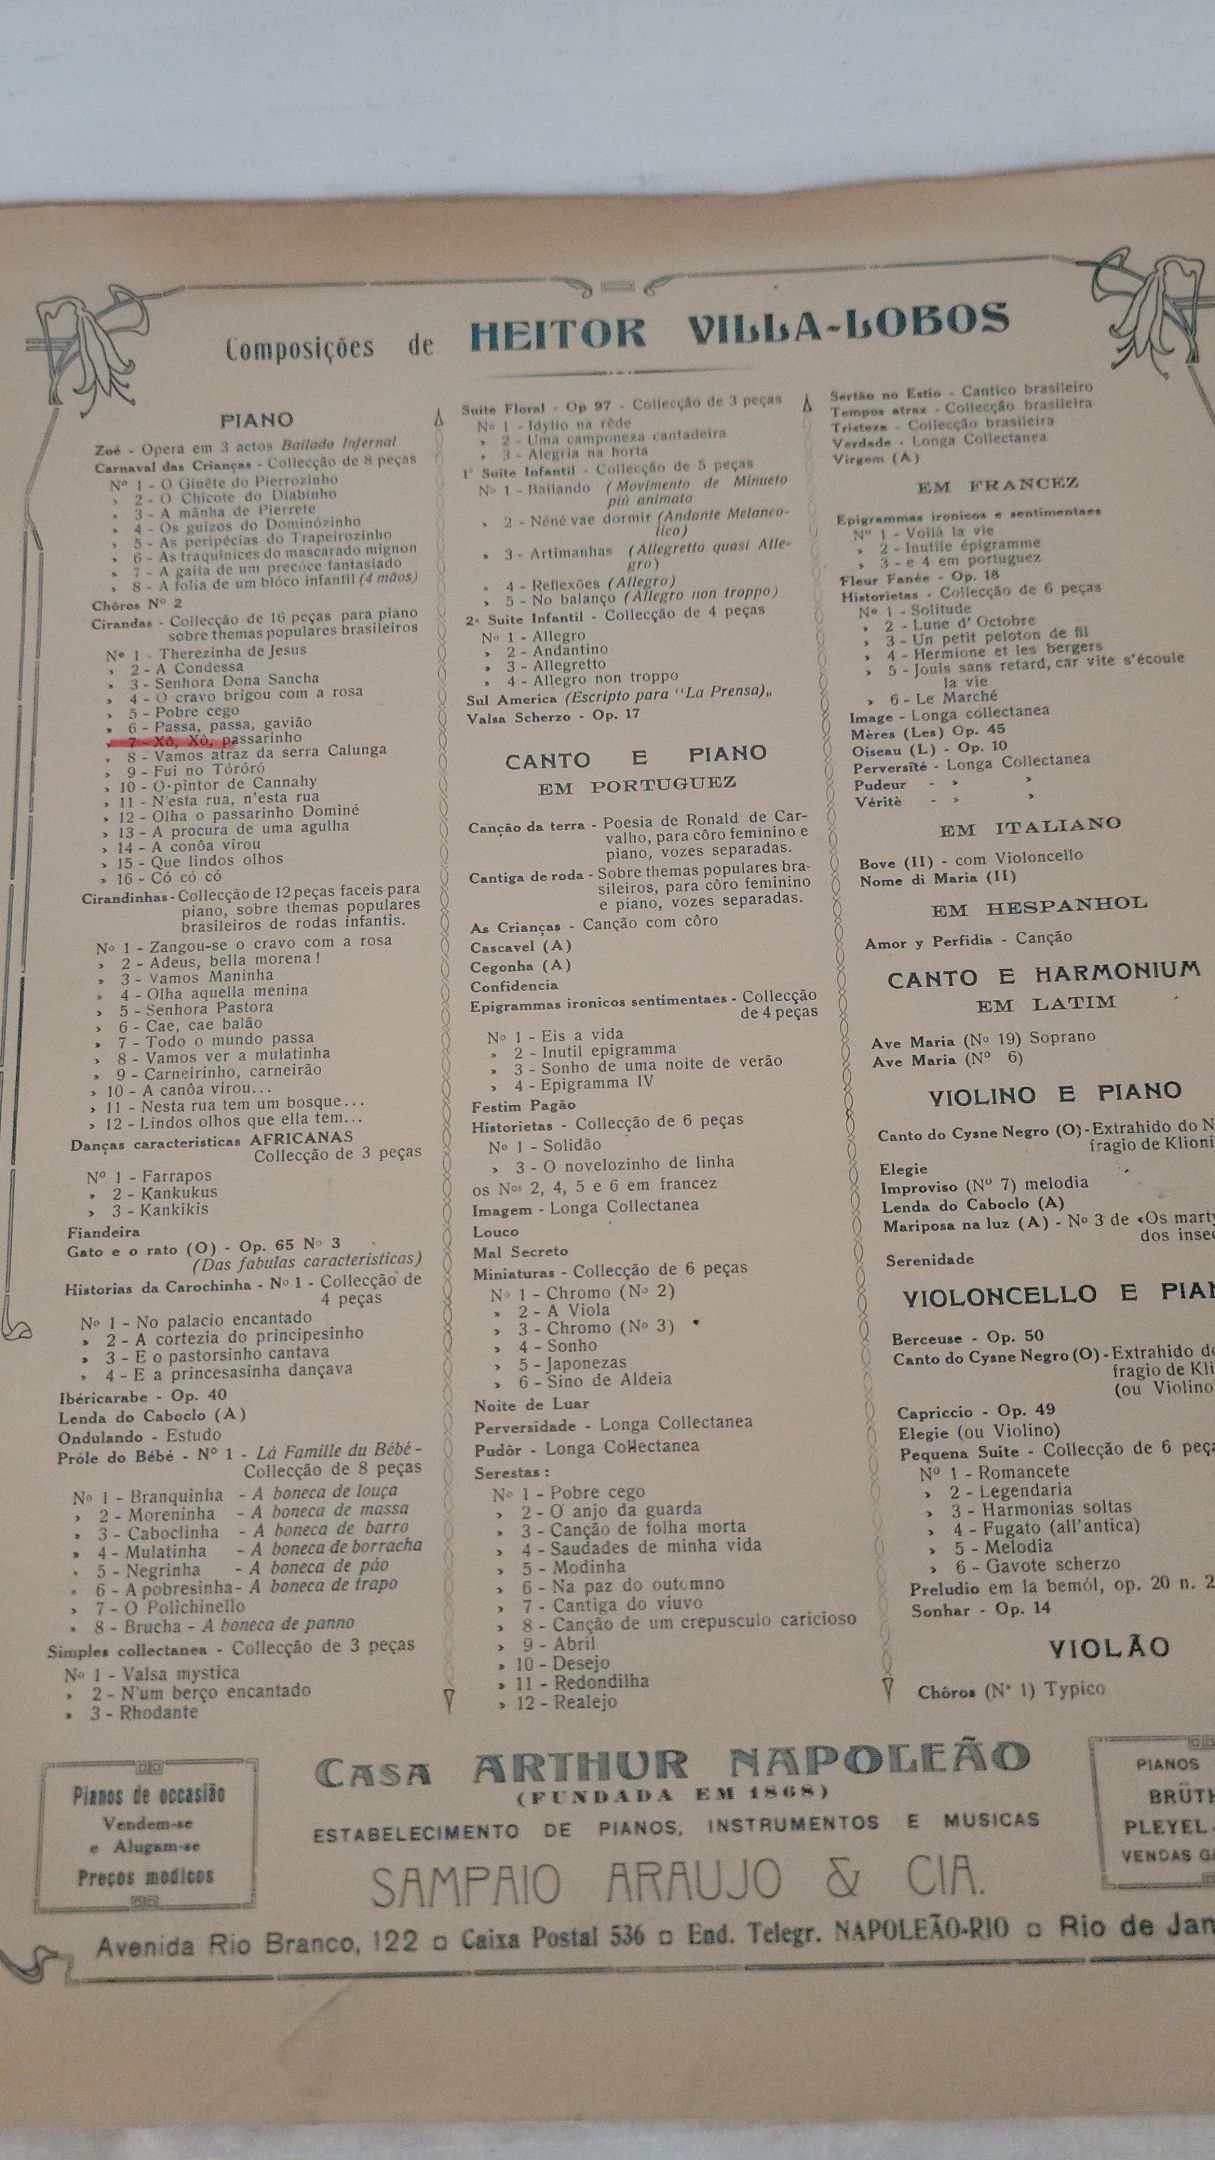 Composições de HEITOR VILLA-LOBOS
PIANO
Zoé - Opera em 3 actos Bailado Infernal
Carnaval das Crianças - Collecção de 8 peças
Nº 1 - O Ginête do Pierrozinho
» 2 - O Chicote do Diabinho
» 3 - A mânha de Pierrete
» 4 - Os guizos do Dominózinho
» 5 - As peripécias do Trapeirozinho
» 6 - As traquinices do mascarado mignon
» 7 - A gaita de um precóce fantasiado
» 8 - A folia de um blóco infantil (4 mãos)
Chôros Nº 2
Cirandas - Collecção de 16 peças para piano
sobre themas populares brasileiros
Nº 1 - Therezinha de Jesus
» 2 - A Condessa
» 3 - Senhora Dona Sancha
» 4 - O cravo brigou com a rosa
» 5 - Pobre cego
» 6 - Passa, passa, gavião
» 7 - Xô, Xô, passarinho
» 8 - Vamos atraz da serra Calunga
» 9 - Fui no Tóróró
» 10 - O pintor de Cannahy
» 11 - N'esta rua, n'esta rua
» 12 - Olha o passarinho Dominé
» 13 - A procura de uma agulha
» 14 - A conôa virou
» 15 - Que lindos olhos
» 16 - Có có có
Cirandinhas - Collecção de 12 peças faceis para
piano, sobre themas populares
brasileiros de rodas infantis.
Nº 1 - Zangou-se o cravo com a rosa
» 2 - Adeus, bella morena !
» 3 - Vamos Maninha
» 4 - Olha aquella menina
» 5 - Senhora Pastora
» 6 - Cae, cae balão
» 7 - Todo o mundo passa
» 8 - Vamos ver a mulatinha
» 9 - Carneirinho, carneirão
» 10 - A canôa virou...
» 11 - Nesta rua tem um bosque...
» 12 - Lindos olhos que ella tem...
Danças caracteristicas AFRICANAS
Collecção de 3 peças
Nº 1 - Farrapos
» 2 - Kankukus
» 3 - Kankikis
Fiandeira
Gato e o rato (O) - Op. 65 Nº 3
(Das fabulas caracteristicas)
Historias da Carochinha - Nº 1 - Collecção de
4 peças
Nº 1 - No palacio encantado
» 2 - A cortezia do principesinho
» 3 - E o pastorsinho cantava
» 4 - E a princesasinha dançava
Ibéricarabe - Op. 40
Lenda do Caboclo (A)
Ondulando - Estudo
Próle do Bébé - Nº 1 - Là Famille du Bébé -
Collecção de 8 peças
Nº 1 - Branquinha - A boneca de louça
» 2 - Moreninha - A boneca de massa
» 3 - Caboclinha - A boneca de barro
» 4 - Mulatinha - A boneca de borracha
» 5 - Negrinha - A boneca de páo
» 6 - A pobresinha - A boneca de trapo
» 7 - O Polichinello
» 8 - Brucha - A boneca de panno
Simples collectanea - Collecção de 3 peças
Nº 1 - Valsa mystica
» 2 - N'um berço encantado
» 3 - Rhodante
Suite Floral - Op 97 - Collecção de 3 peças
Nº 1 - Idylio na rêde
» 2 - Uma camponeza cantadeira
» 3 - Alegria na horta
1ª Suite Infantil - Collecção de 5 peças
Nº 1 - Bailando (Movimento de Minueto
più animato
» 2 - Néné vae dormir (Andante Melanco-
lico)
» 3 - Artimanhas (Allegretto quasi Alle-
gro)
» 4 - Reflexões (Allegro)
» 5 - No balanço (Allegro non troppo)
2ª Suite Infantil - Collecção de 4 peças
Nº 1 - Allegro
» 2 - Andantino
» 3 - Allegretto
» 4 - Allegro non troppo
Sul America (Escripto para "La Prensa)„
Valsa Scherzo - Op. 17
CANTO E PIANO
EM PORTUGUEZ
Canção da terra - Poesia de Ronald de Car-
valho, para côro feminino e
piano, vozes separadas.
Cantiga de roda - Sobre themas populares bra-
sileiros, para côro feminino
e piano, vozes separadas.
As Crianças - Canção com côro
Cascavel (A)
Cegonha (A)
Confidencia
Epigrammas ironicos sentimentaes - Collecção
de 4 peças
Nº 1 - Eis a vida
» 2 - Inutil epigramma
» 3 - Sonho de uma noite de verão
» 4 - Epigramma IV
Festim Pagão
Historietas - Collecção de 6 peças
Nº 1 - Solidão
» 3 - O novelozinho de linha
os Nos 2, 4, 5 e 6 em francez
Imagem - Longa Collectanea
Louco
Mal Secreto
Miniaturas - Collecção de 6 peças
Nº 1 - Chromo (Nº 2)
» 2 - A Viola
» 3 - Chromo (Nº 3)
» 4 - Sonho
» 5 - Japonezas
» 6 - Sino de Aldeia
Noite de Luar
Perversidade - Longa Collectanea
Pudôr - Longa Collectanea
Serestas :
Nº 1 - Pobre cego
» 2 - O anjo da guarda
» 3 - Canção de folha morta
» 4 - Saudades de minha vida
» 5 - Modinha
» 6 - Na paz do outomno
» 7 - Cantiga do viuvo
» 8 - Canção de um crepusculo caricioso
» 9 - Abril
» 10 - Desejo
» 11 - Redondilha
» 12 - Realejo
Sertão no Estio - Cantico brasileiro
Tempos atraz - Collecção brasileira
Tristeza - Collecção brasileira
Verdade - Longa Collectanea
Virgem (A)
EM FRANCEZ
Epigrammas ironicos e sentimentaes
Nº 1 - Voilà la vie
» 2 - Inutile épigramme
» 3 - e 4 em portuguez
Fleur Fanée - Op. 18
Historietas - Collecção de 6 peças
Nº 1 - Solitude
» 2 - Lune d' Octobre
» 3 - Un petit peloton de fil
» 4 - Hermione et les bergers
» 5 - Jouis sans retard, car vite s'écoule
la vie
» 6 - Le Marché
Image - Longa collectanea
Mères (Les) Op. 45
Oiseau (L) - Op. 10
Perversité - Longa Collectanea
Pudeur - » »
Véritè - » »
EM ITALIANO
Bove (II) - com Violoncello
Nome di Maria (II)
EM HESPANHOL
Amor y Perfidia - Canção
CANTO E HARMONIUM
EM LATIM
Ave Maria (Nº 19) Soprano
Ave Maria (Nº 6)
VIOLINO E PIANO
Canto do Cysne Negro (O) - Extrahido do N
fragio de Klioni
Elegie
Improviso (Nº 7) melodia
Lenda do Caboclo (A)
Mariposa na luz (A) - Nº 3 de «Os marty
dos insec
Serenidade
VIOLONCELLO E PIAN
Berceuse - Op. 50
Canto do Cysne Negro (O) - Extrahido do
fragio de Kli
(ou Violino
Capriccio - Op. 49
Elegie (ou Violino)
Pequena Suite - Collecção de 6 peça
Nº 1 - Romancete
» 2 - Legendaria
» 3 - Harmonias soltas
» 4 - Fugato (all'antica)
» 5 - Melodia
» 6 - Gavote scherzo
Preludio em la bemól, op. 20 n. 2
Sonhar - Op. 14
VIOLÃO
Chôros (Nº 1) Typico
Pianos de occasião
Vendem-se
e Alugam-se
Preços modicos
CASA ARTHUR NAPOLEÃO
(FUNDADA EM 1868)
ESTABELECIMENTO DE PIANOS, INSTRUMENTOS E MUSICAS
SAMPAIO ARAUJO & CIA.
PIANOS
BRÜTH
PLEYEL
VENDAS GA
Avenida Rio Branco, 122 □ Caixa Postal 536 □ End. Telegr. NAPOLEÃO-RIO □ Rio de Jan